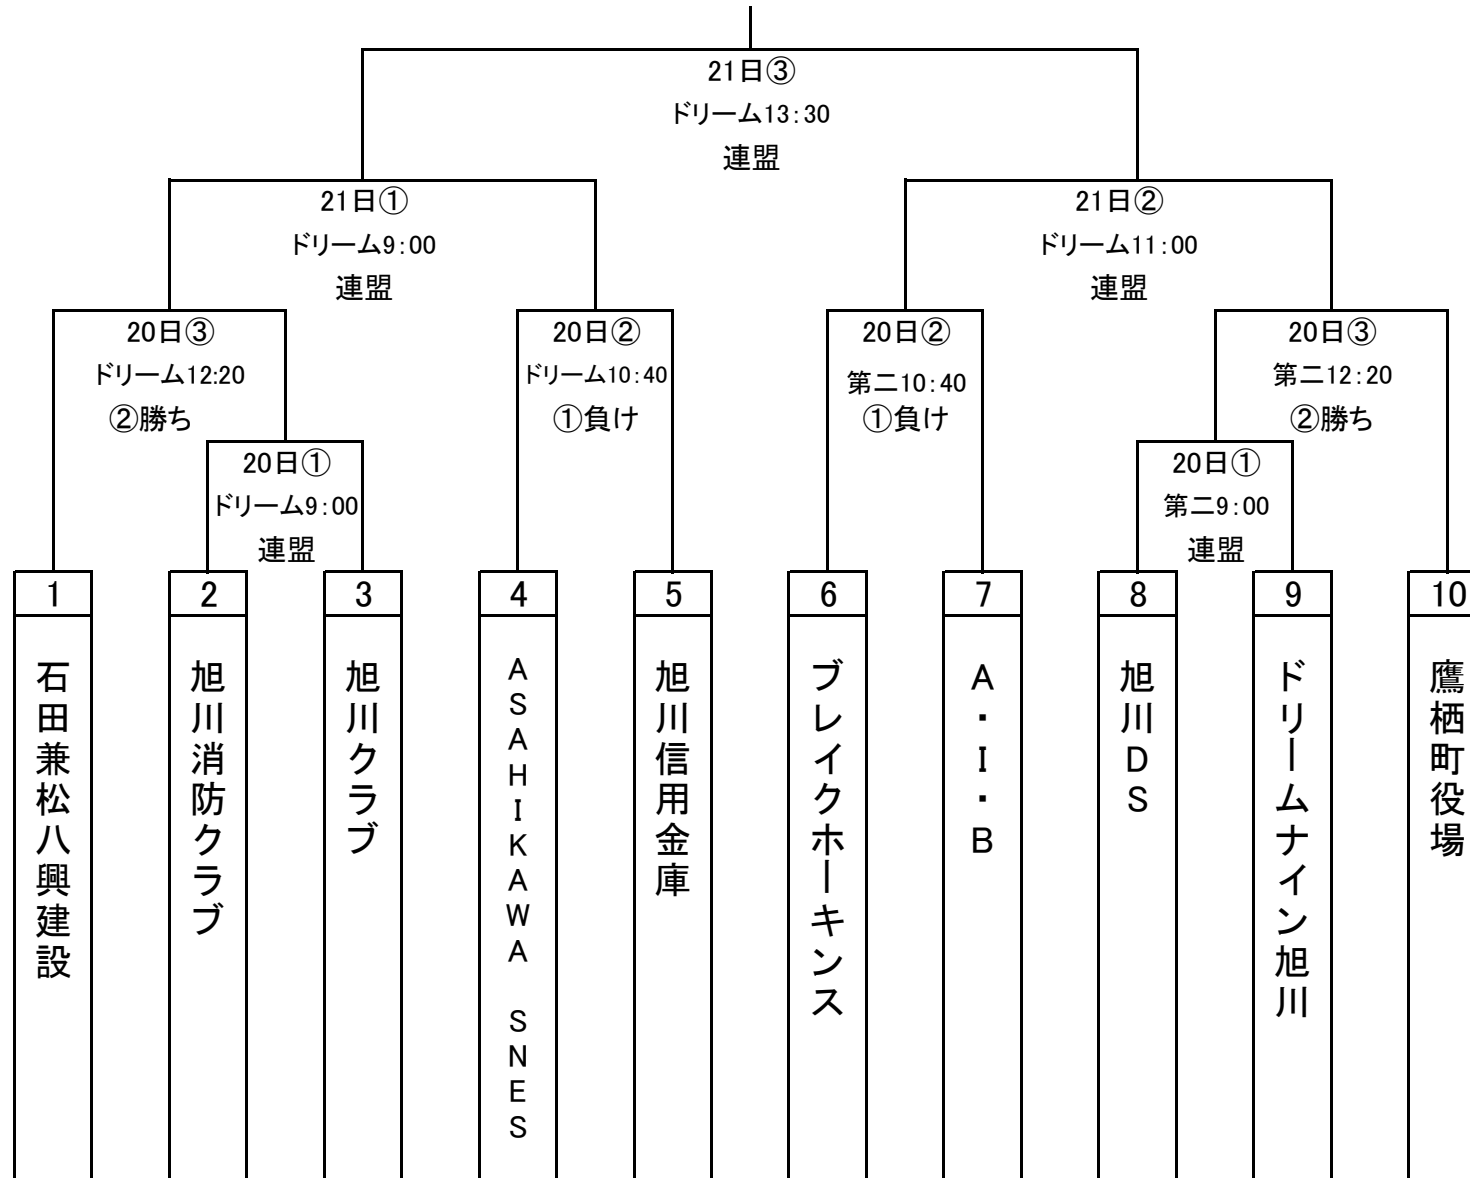 21日③
ドリーム13:30
連盟
21日①
ドリーム9:00
連盟
21日②
ドリーム11:00
連盟
20日③
ドリーム12:20
②勝ち
20日②
ドリーム10:40
①負け
20日②
第二10:40
①負け
20日③
第二12:20
②勝ち
20日①
ドリーム9:00
連盟
20日①
第二9:00
連盟
1
石田兼松八興建設
2
旭川消防クラブ
3
旭川クラブ
4
ASAHIKAWA SNES
5
旭川信用金庫
6
ブレイクホーキンス
7
A・I・B
8
旭川DS
9
ドリームナイン旭川
10
鷹栖町役場